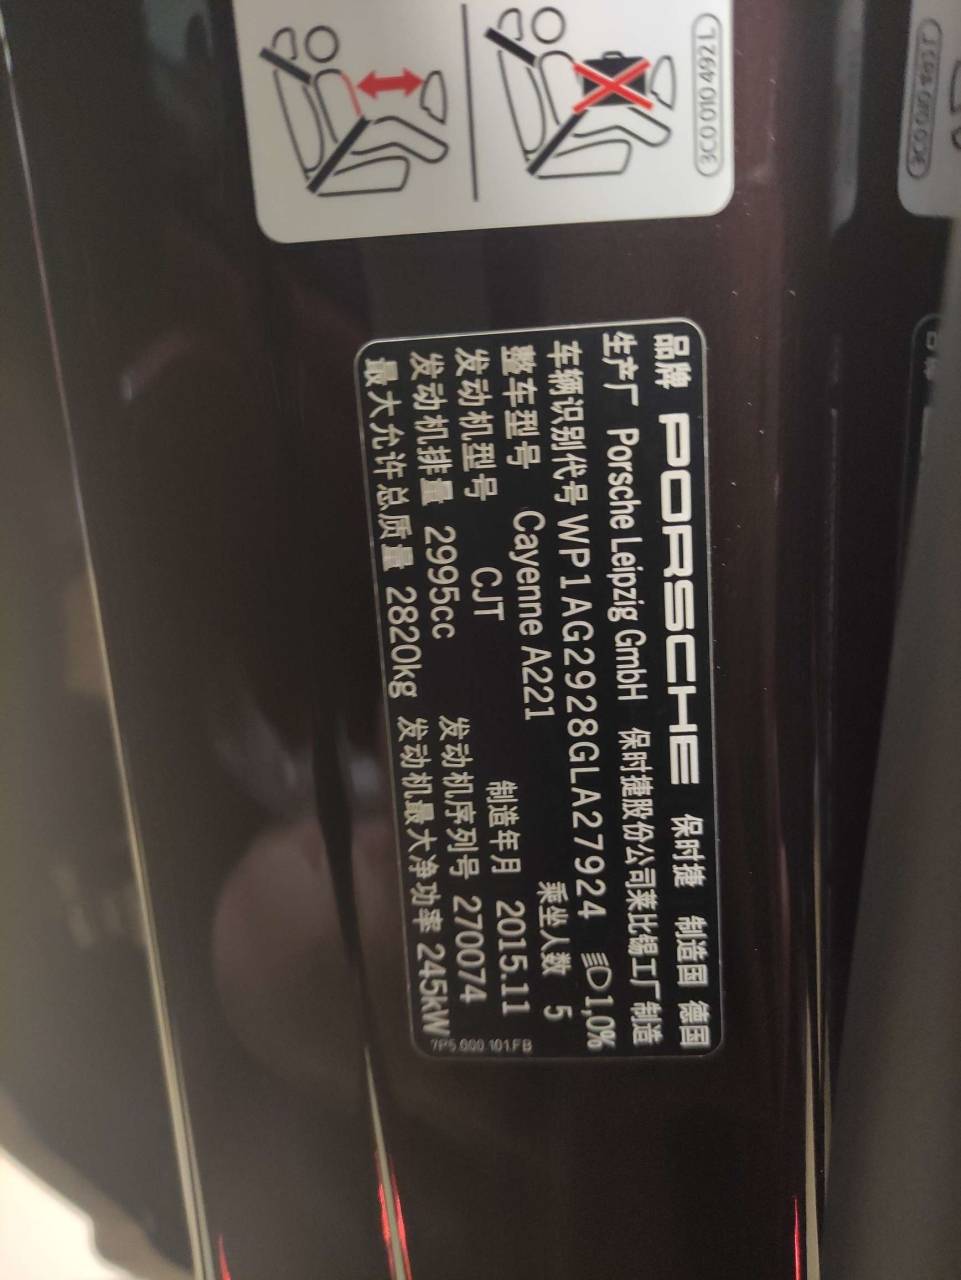 3C0 010 492 L
品牌 PORSCHE 保时捷 制造国 德国
生产厂 Porsche Leipzig GmbH 保时捷股份公司莱比锡工厂制造
车辆识别代号 WP1AG2928GLA27924 1,0%
整车型号 Cayenne A221 乘坐人数 5
发动机型号 CJT 制造年月 2015.11
发动机排量 2995cc 发动机序列号 270074
最大允许总质量 2820kg 发动机最大净功率 245kW
7P5.000.101.FB